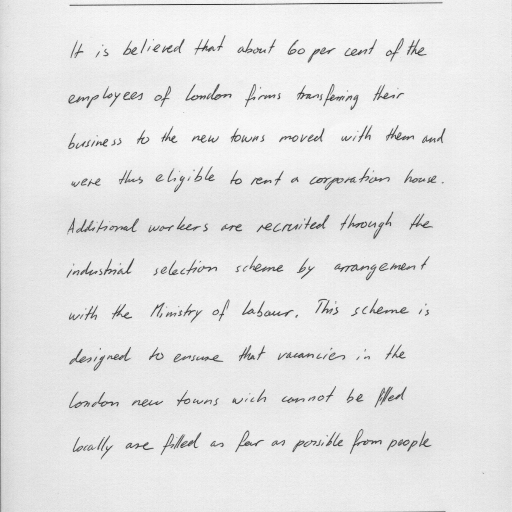 It is believed that about 60 per cent of the
employees of London firms transferring their
business to the new towns moved with them and
were thus eligible to rent a corporation house.
Additional workers are recruited through the
industrial selection scheme by arrangement
with the Ministry of Labour. This scheme is
designed to ensure that vacancies in the
London new towns wich cannot be filled
locally are filled as far as possible from people